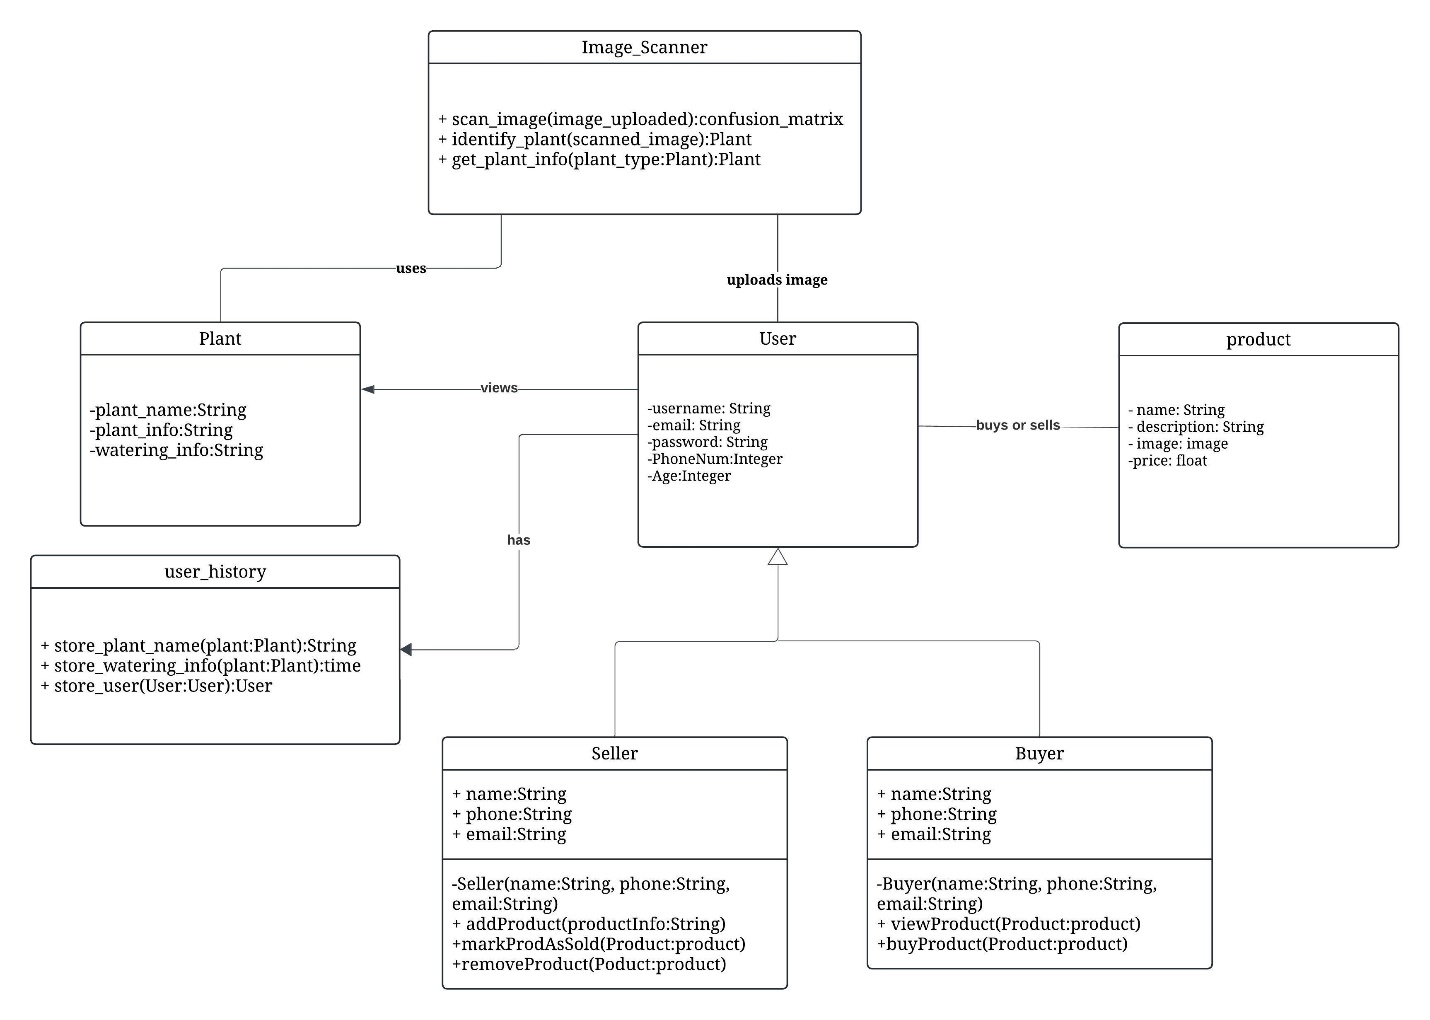 Image_Scanner
+ scan_image(image_uploaded):confusion_matrix
+ identify_plant(scanned_image):Plant
+ get_plant_info(plant_type:Plant):Plant
uses
uploads image
Plant
-plant_name:String
-plant_info:String
-watering_info:String
views
User
-username: String
-email: String
-password: String
-PhoneNum:Integer
-Age:Integer
buys or sells
product
- name: String
- description: String
- image: image
-price: float
has
user_history
+ store_plant_name(plant:Plant):String
+ store_watering_info(plant:Plant):time
+ store_user(User:User):User
Seller
+ name:String
+ phone:String
+ email:String
-Seller(name:String, phone:String,
email:String)
+ addProduct(productInfo:String)
+markProdAsSold(Product:product)
+removeProduct(Poduct:product)
Buyer
+ name:String
+ phone:String
+ email:String
-Buyer(name:String, phone:String,
email:String)
+ viewProduct(Product:product)
+buyProduct(Product:product)